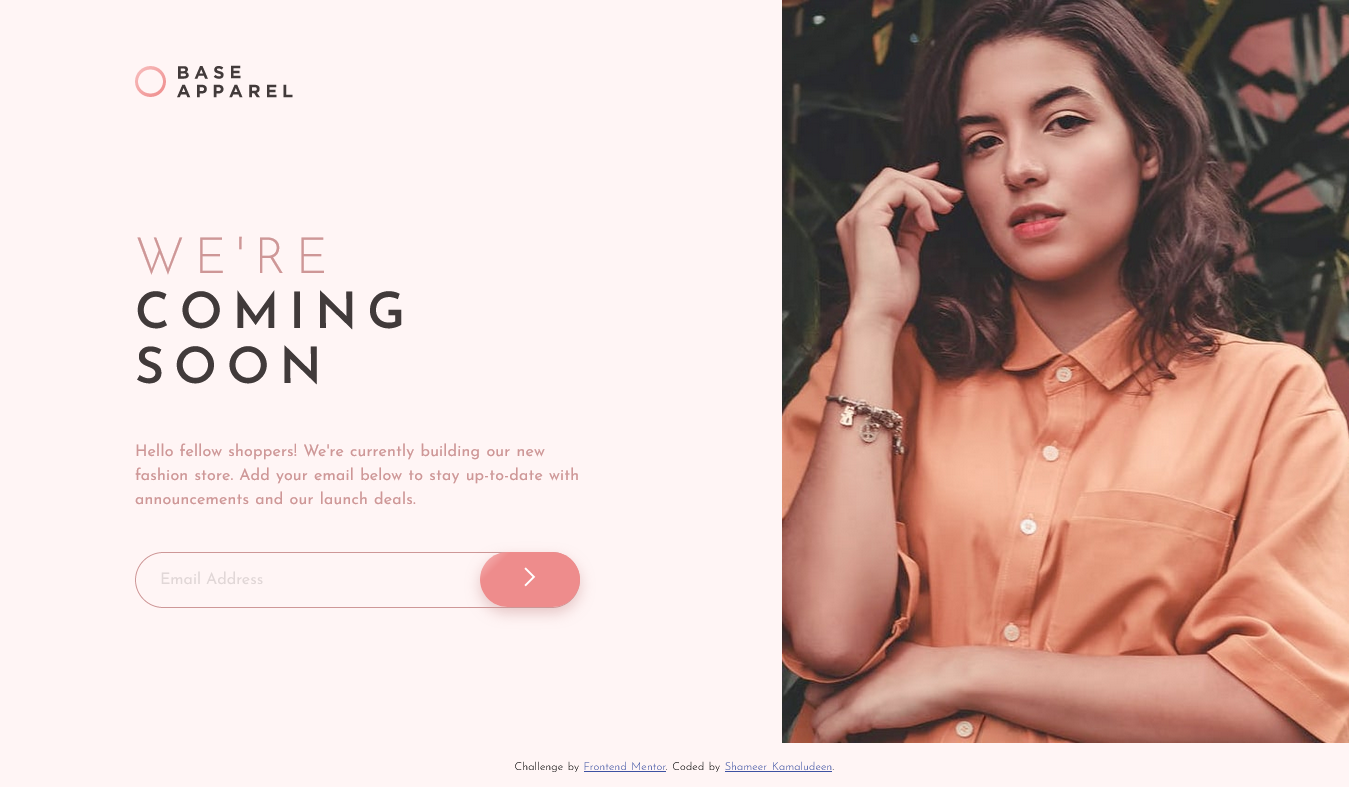 BASE
APPAREL
WE'RE
COMING
SOON
Hello fellow shoppers! We're currently building our new
fashion store. Add your email below to stay up-to-date with
announcements and our launch deals.
Email Address
Challenge by Frontend Mentor. Coded by Shameer Kamaludeen.